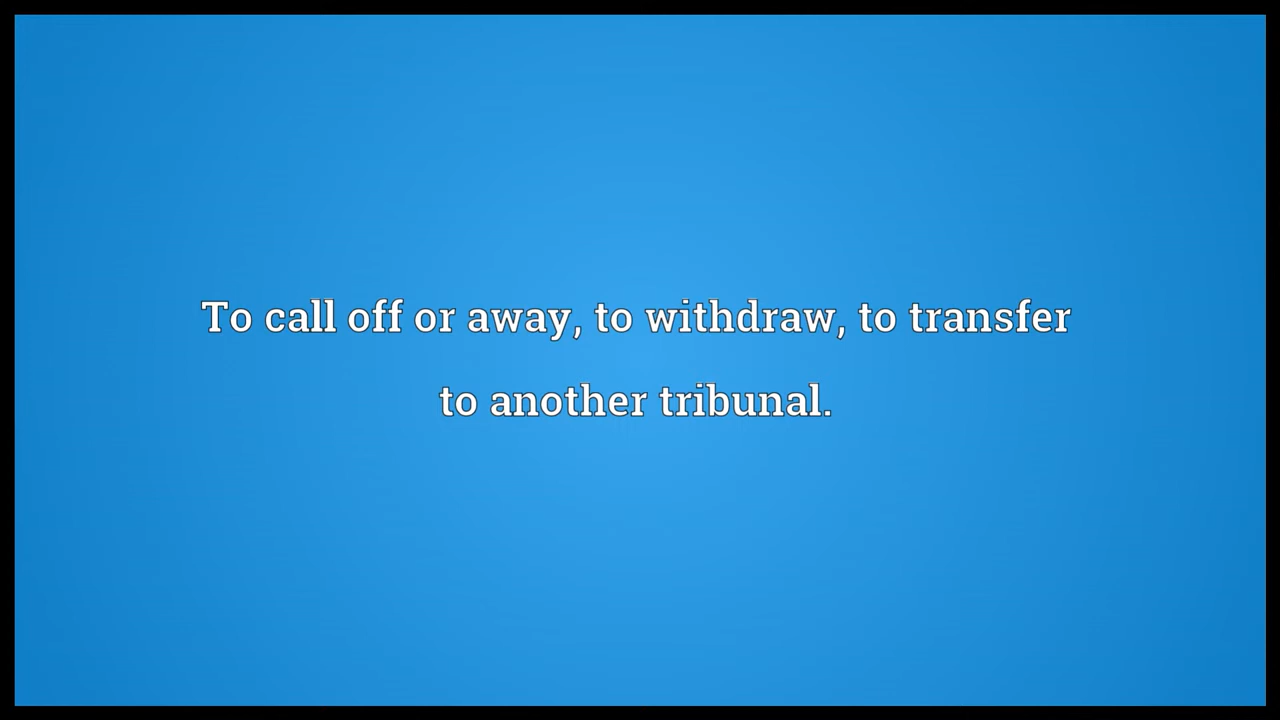 To call off or away, to withdraw, to transfer
to another tribunal.